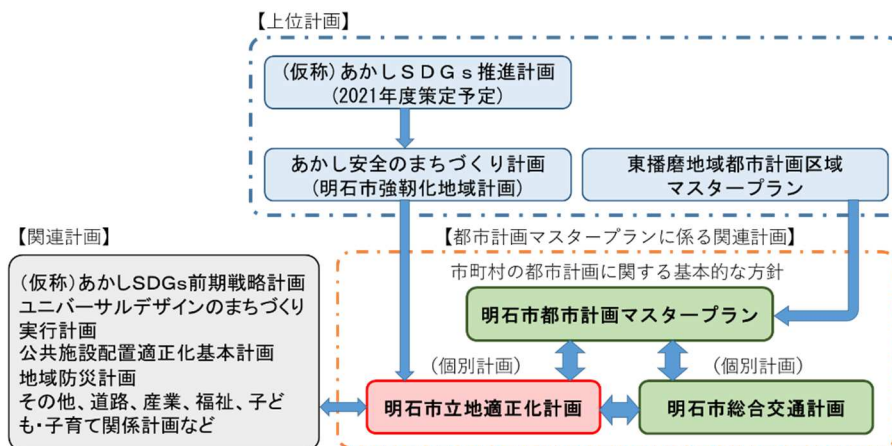 【上位計画】
(仮称)あかしＳＤＧｓ推進計画
(2021年度策定予定)
あかし安全のまちづくり計画
(明石市強靭化地域計画)
東播磨地域都市計画区域
マスタープラン
【関連計画】
(仮称)あかしSDGs前期戦略計画
ユニバーサルデザインのまちづくり
実行計画
公共施設配置適正化基本計画
地域防災計画
その他、道路、産業、福祉、子ど
も・子育て関係計画など
【都市計画マスタープランに係る関連計画】
市町村の都市計画に関する基本的な方針
明石市都市計画マスタープラン
(個別計画)
(個別計画)
明石市立地適正化計画
明石市総合交通計画